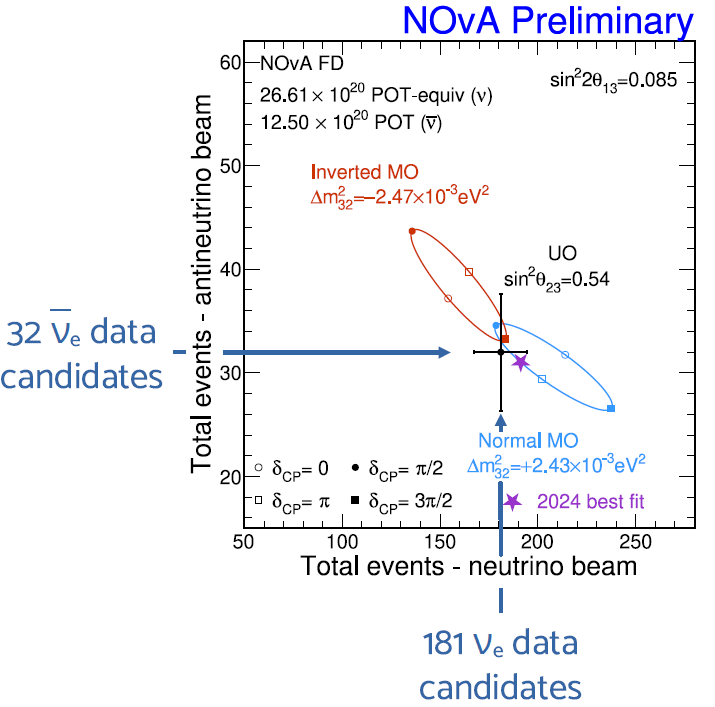 NOvA Preliminary
NOvA FD
26.61 × 10²⁰ POT-equiv (ν)
12.50 × 10²⁰ POT (ν̅)
sin²2θ₁₃=0.085
Inverted MO
Δm²₃₂=−2.47×10⁻³eV²
UO
sin²θ₂₃=0.54
32 ν̅ₑ data
candidates
Normal MO
Δm²₃₂=+2.43×10⁻³eV²
○ δCP= 0 ● δCP= π/2
□ δCP= π ■ δCP= 3π/2
★ 2024 best fit
60
50
40
30
20
50 100 150 200 250
Total events - antineutrino beam
Total events - neutrino beam
181 νₑ data
candidates